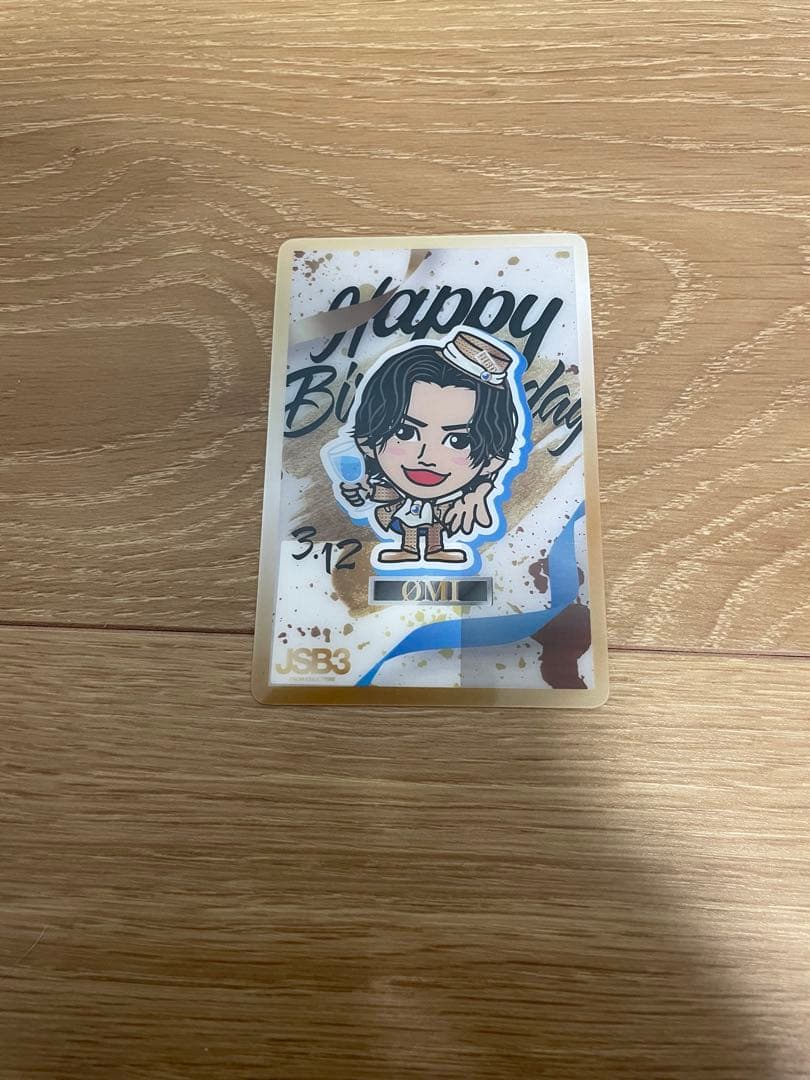 Happy
Birthday
3.12
ØMI
JSB3